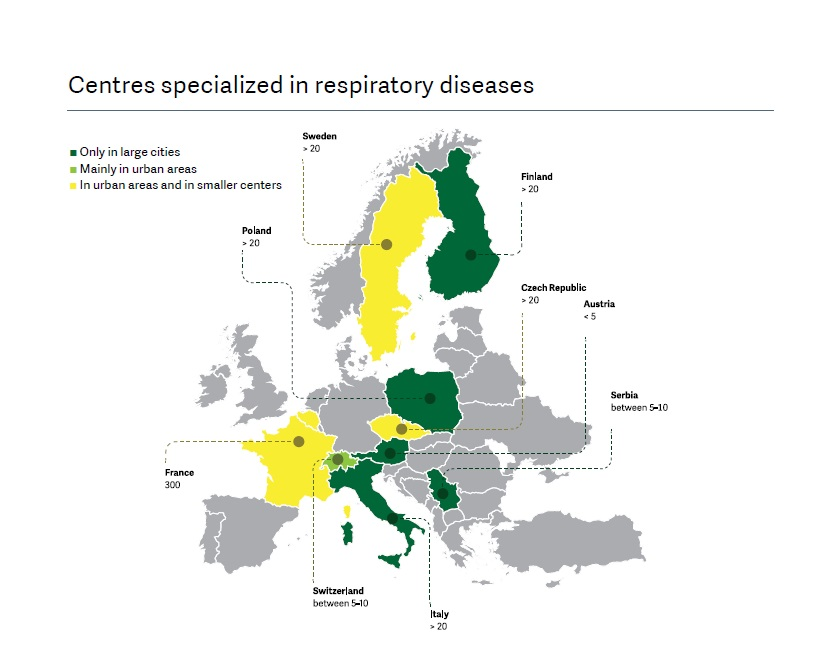 Centres specialized in respiratory diseases
Only in large cities
Mainly in urban areas
In urban areas and in smaller centers
Sweden
> 20
Finland
> 20
Poland
> 20
Czech Republic
> 20
Austria
< 5
Serbia
between 5-10
France
300
Switzerland
between 5-10
Italy
> 20